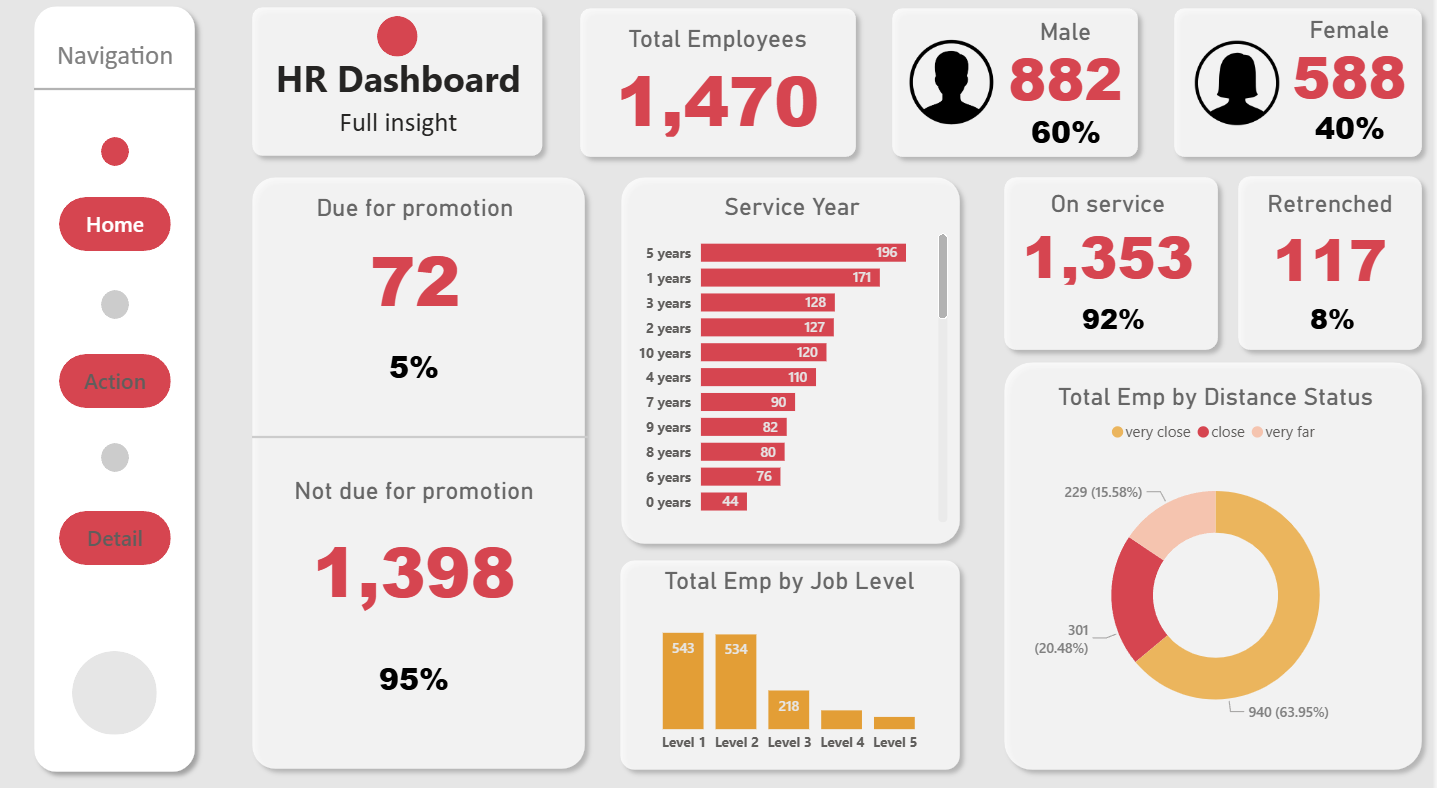 Navigation
Home
Action
Detail
HR Dashboard
Full insight
Total Employees
1,470
Male
882
60%
Female
588
40%
Due for promotion
72
5%
Not due for promotion
1,398
95%
Service Year
5 years 196
1 years 171
3 years 128
2 years 127
10 years 120
4 years 110
7 years 90
9 years 82
8 years 80
6 years 76
0 years 44
Total Emp by Job Level
543 534 218
Level 1 Level 2 Level 3 Level 4 Level 5
On service
1,353
92%
Retrenched
117
8%
Total Emp by Distance Status
very close close very far
229 (15.58%)
301
(20.48%)
940 (63.95%)